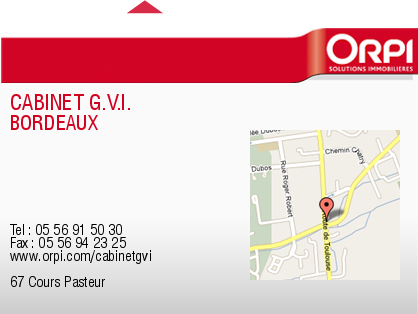 ORPI
SOLUTIONS IMMOBILIÈRES
CABINET G.V.I.
BORDEAUX
Chemin Chatry
Dubos
Rue Roger Robert
Route de Toulouse
Tel : 05 56 91 50 30
Fax : 05 56 94 23 25
www.orpi.com/cabinetgvi
67 Cours Pasteur